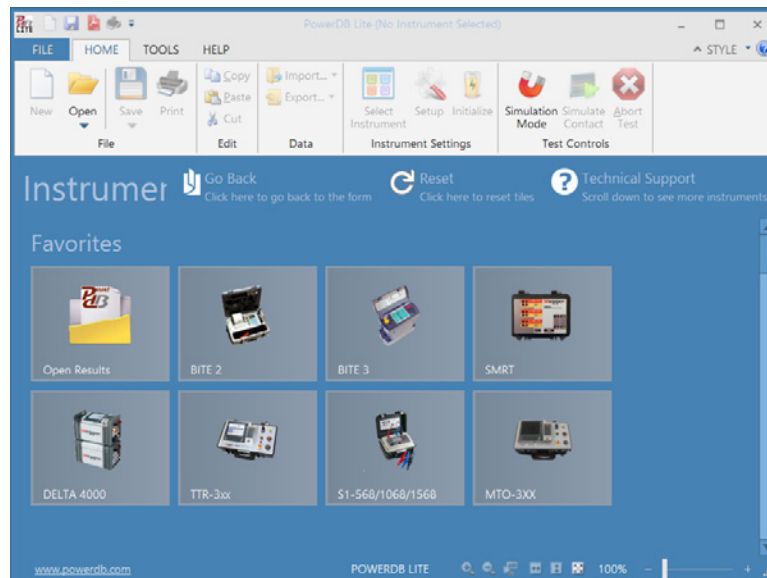 PowerDB Lite (No Instrument Selected)
FILE HOME TOOLS HELP STYLE
New Open Save Print
Copy
Paste
Cut
Import...
Export...
Select Instrument
Setup Initialize
Simulation Mode
Simulate Contact
Abort Test
File Edit Data Instrument Settings Test Controls
Instrumer
Go Back
Click here to go back to the form
Reset
Click here to reset tiles
Technical Support
Scroll down to see more instruments
Favorites
Open Results BITE 2 BITE 3 SMRT
DELTA 4000 TTR-3xx S1-568/1068/1568 MTO-3XX
www.powerdb.com POWERDB LITE 100%